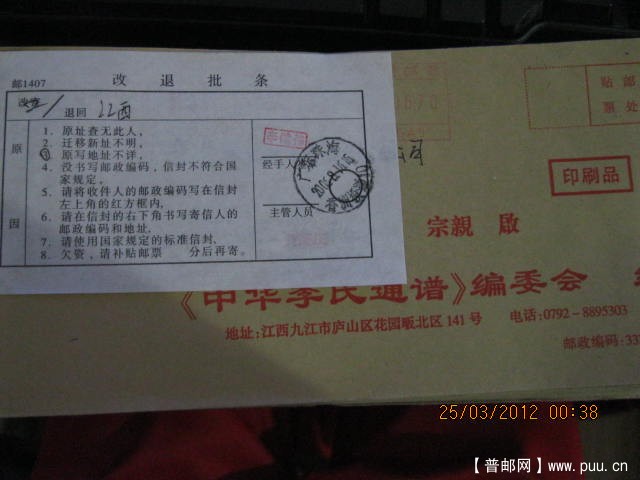 邮1407 改退批条
退回 江西
原因
1. 原址查无此人，
2. 迁移新址不明，
3. 原写地址不详，
4. 没书写邮政编码，信封不符合国
家规定，
5. 请将收件人的邮政编码写在信封
左上角的红方框内，
6. 请在信封的右下角书写寄信人的
邮政编码和地址，
7. 请使用国家规定的标准信封，
8. 欠资，请补贴邮票 分后再寄。
经手人
主管人员
贴 邮
票 处
印刷品
宗親 啟
《中华李氏通谱》编委会
地址：江西九江市庐山区花园畈北区 141 号 电话：0792-8895303
邮政编码：33
25/03/2012 00:38
【普邮网】www.puu.cn